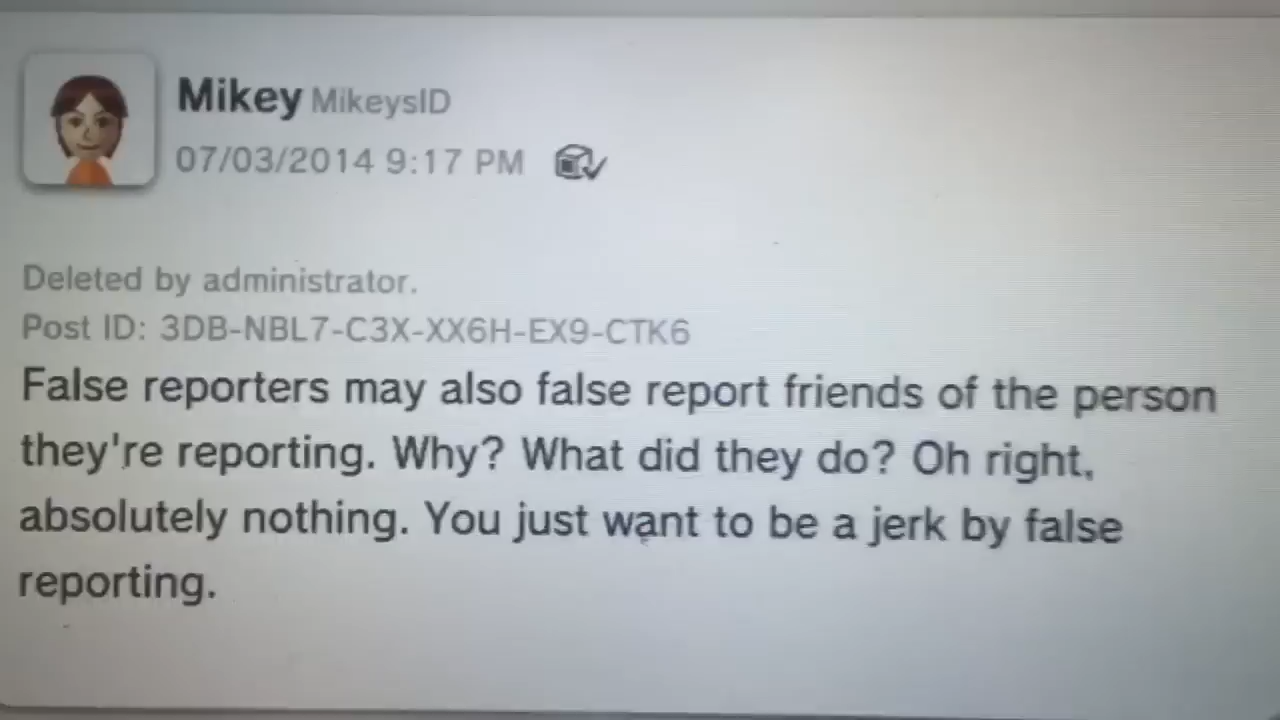 Mikey MikeysID
07/03/2014 9:17 PM
Deleted by administrator.
Post ID: 3DB-NBL7-C3X-XX6H-EX9-CTK6
False reporters may also false report friends of the person
they're reporting. Why? What did they do? Oh right,
absolutely nothing. You just want to be a jerk by false
reporting.